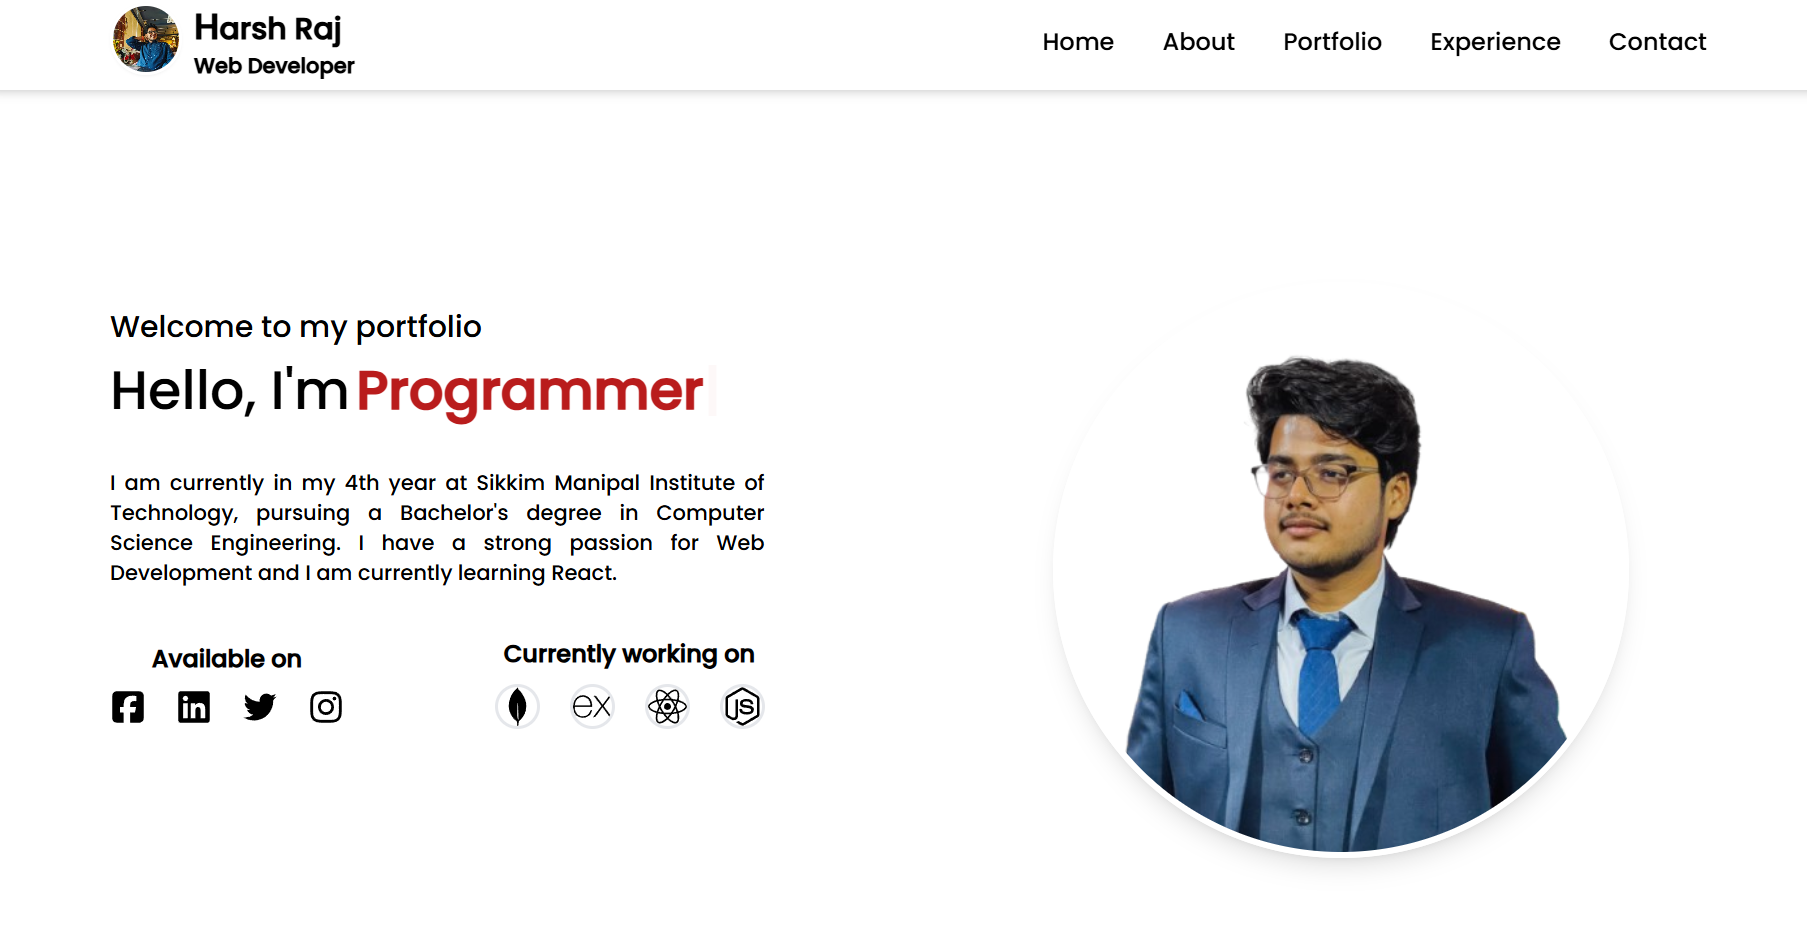 Harsh Raj
Web Developer
Home About Portfolio Experience Contact
Welcome to my portfolio
Hello, I'm Programmer
I am currently in my 4th year at Sikkim Manipal Institute of
Technology, pursuing a Bachelor's degree in Computer
Science Engineering. I have a strong passion for Web
Development and I am currently learning React.
Available on
Currently working on
in
ex
JS